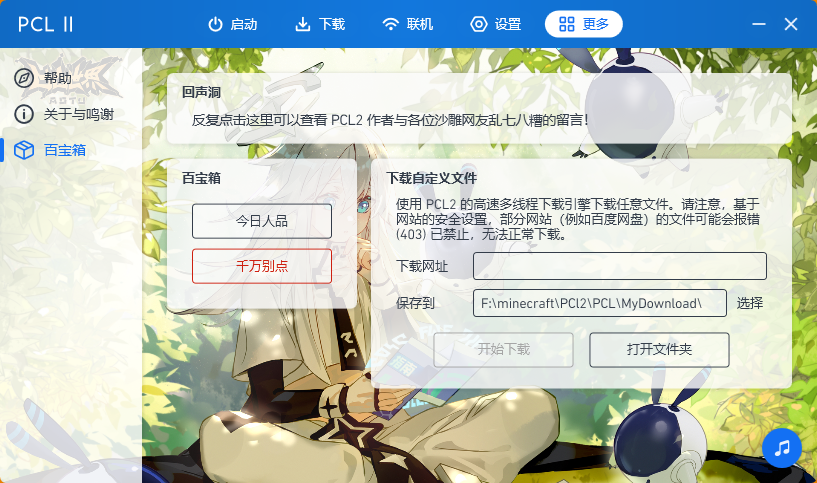 PCL II
启动
下载
联机
设置
更多
帮助
AOTU
关于与鸣谢
百宝箱
回声洞
反复点击这里可以查看 PCL2 作者与各位沙雕网友乱七八糟的留言!
百宝箱
今日人品
千万别点
下载自定义文件
使用 PCL2 的高速多线程下载引擎下载任意文件。请注意，基于
网站的安全设置，部分网站（例如百度网盘）的文件可能会报错
(403) 已禁止，无法正常下载。
下载网址
保存到
F:\minecraft\PCl2\PCL\MyDownload\
选择
开始下载
打开文件夹